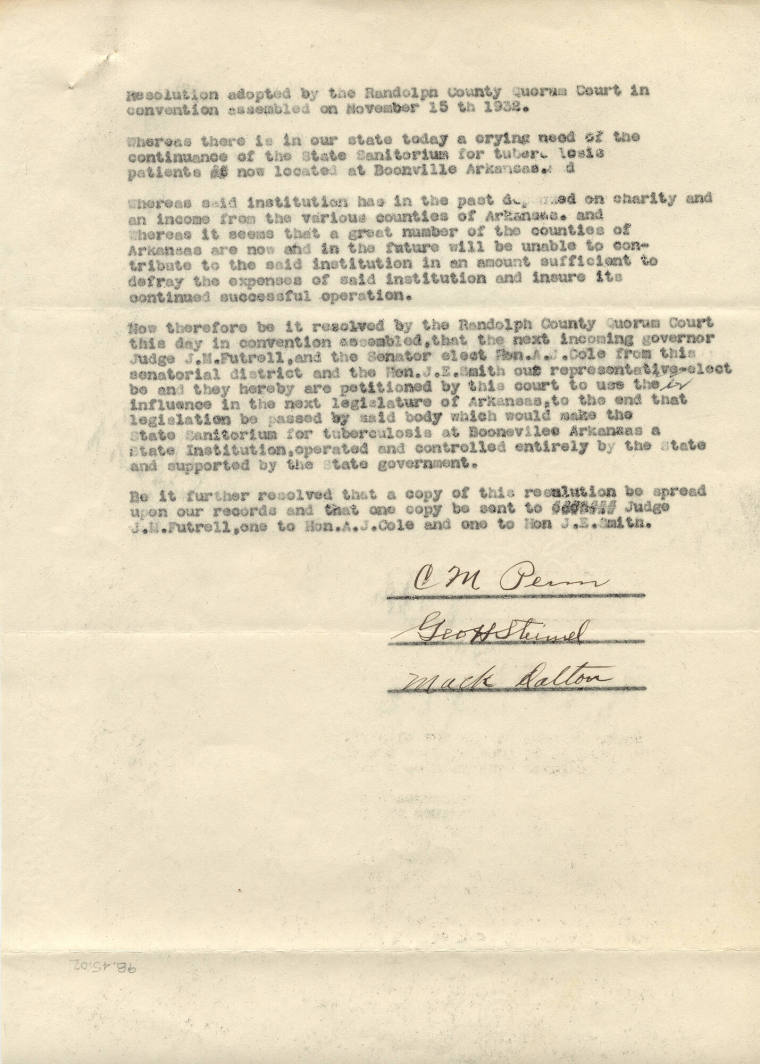 Resolution adopted by the Randolph County Quorum Court in
convention assembled on November 15 th 1932.
Whereas there is in our state today a crying need of the
continuance of the State Sanitorium for tuberc losis
patients now located at Boonville Arkansas. d
Whereas said institution has in the past depended on charity and
an income from the various counties of Arkansas. and
Whereas it seems that a great number of the counties of
Arkansas are now and in the future will be unable to con-
tribute to the said institution in an amount sufficient to
defray the expenses of said institution and insure its
continued successful operation.
Now therefore be it resolved by the Randolph County Quorum Court
this day in convention assembled,that the next incoming governor
Judge J.M.Futrell,and the Senator elect Hon.A.J.Cole from this
senatorial district and the Hon.J.E.Smith our representative-elect
be and they hereby are petitioned by this court to use their
influence in the next legislature of Arkansas,to the end that
legislation be passed by said body which would make the
State Sanitorium for tuberculosis at Boonevilee Arkansas a
State Institution,operated and controlled entirely by the State
and supported by the State government.
Be it further resolved that a copy of this resolution be spread
upon our records and that one copy be sent to Judge
J.M.Futrell,one to Hon.A.J.Cole and one to Hon J.E.Smith.
C M Penn
Geo H Steimel
Mack Dalton
98.45.02